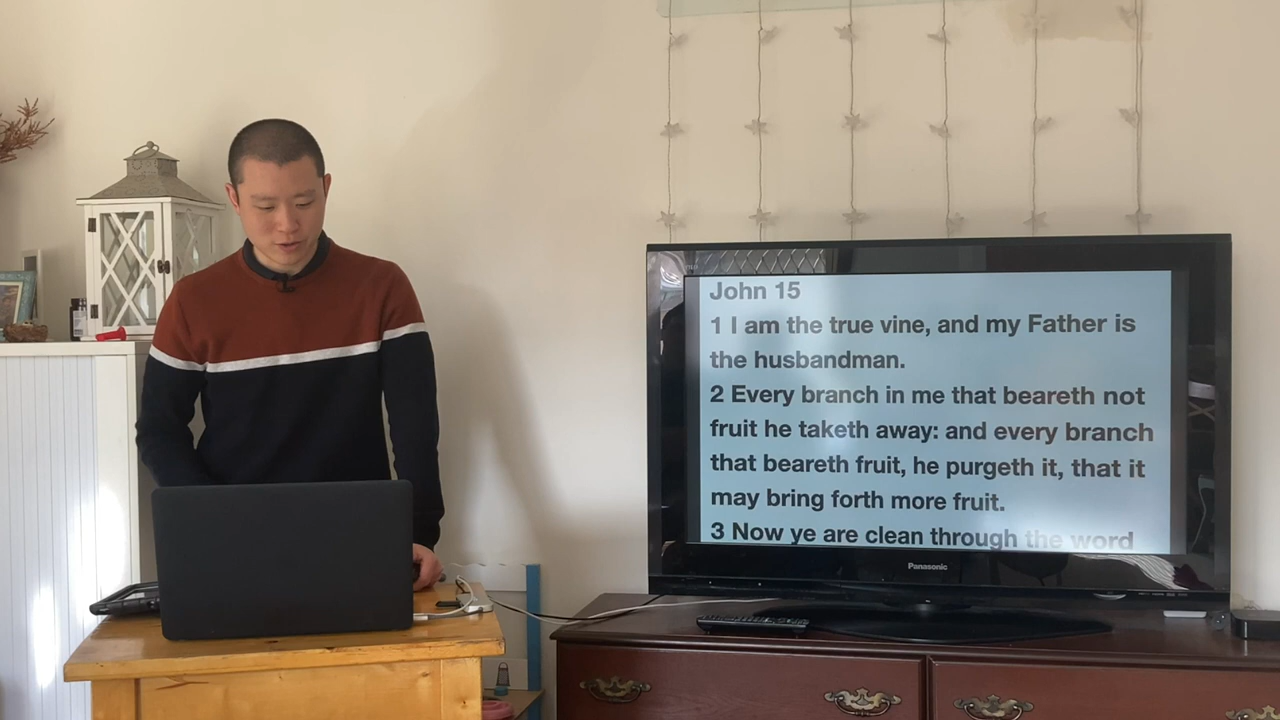 John 15
1 I am the true vine, and my Father is
the husbandman.
2 Every branch in me that beareth not
fruit he taketh away: and every branch
that beareth fruit, he purgeth it, that it
may bring forth more fruit.
3 Now ye are clean through the word
Panasonic